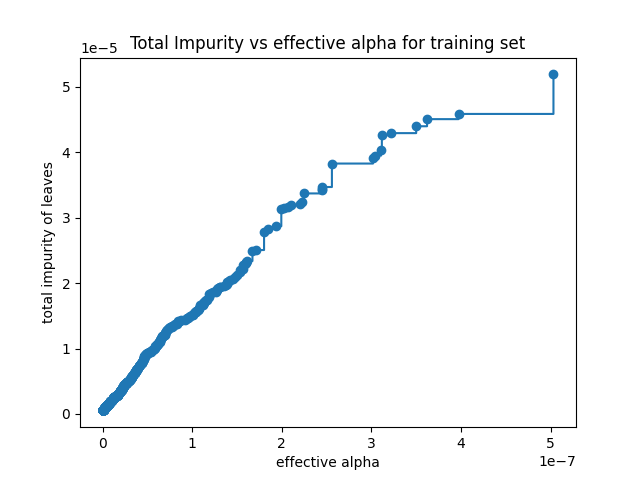 Total Impurity vs effective alpha for training set
1e−5
5
4
3
2
1
0
total impurity of leaves
0 1 2 3 4 5
1e−7
effective alpha